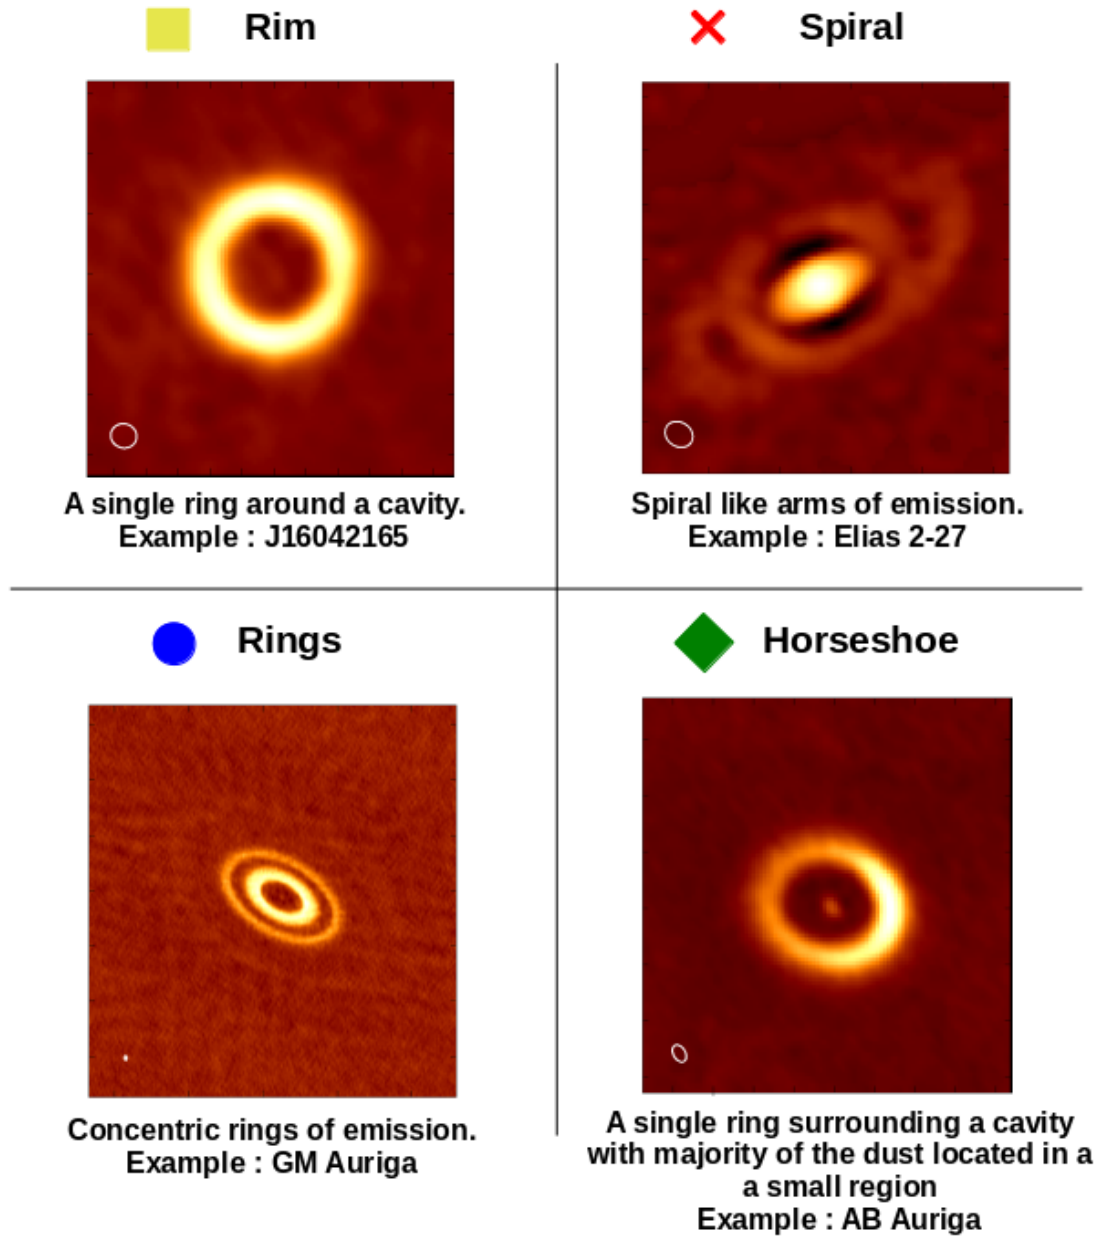 Rim
A single ring around a cavity.
Example : J16042165
Spiral
Spiral like arms of emission.
Example : Elias 2-27
Rings
Concentric rings of emission.
Example : GM Auriga
Horseshoe
A single ring surrounding a cavity
with majority of the dust located in a
a small region
Example : AB Auriga